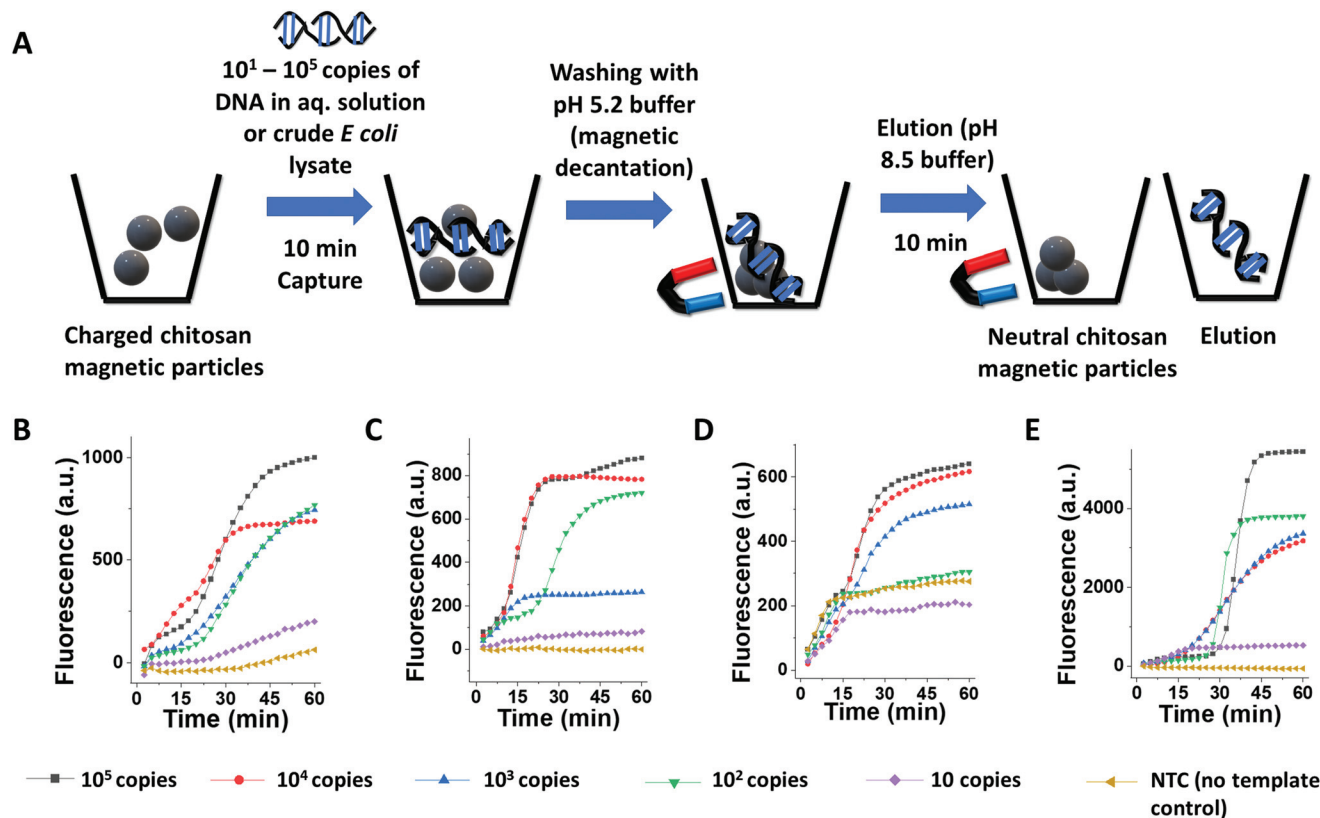 A
10¹ – 10⁵ copies of
DNA in aq. solution
or crude E coli
lysate
10 min
Capture
Washing with
pH 5.2 buffer
(magnetic
decantation)
Elution (pH
8.5 buffer)
10 min
Charged chitosan
magnetic particles
Neutral chitosan
magnetic particles
Elution
B
Fluorescence (a.u.)
1000
500
0
0 15 30 45 60
Time (min)
C
Fluorescence (a.u.)
800
600
400
200
0
0 15 30 45 60
Time (min)
D
Fluorescence (a.u.)
600
400
200
0
0 15 30 45 60
Time (min)
E
Fluorescence (a.u.)
4000
2000
0
0 15 30 45 60
Time (min)
10⁵ copies
10⁴ copies
10³ copies
10² copies
10 copies
NTC (no template
control)